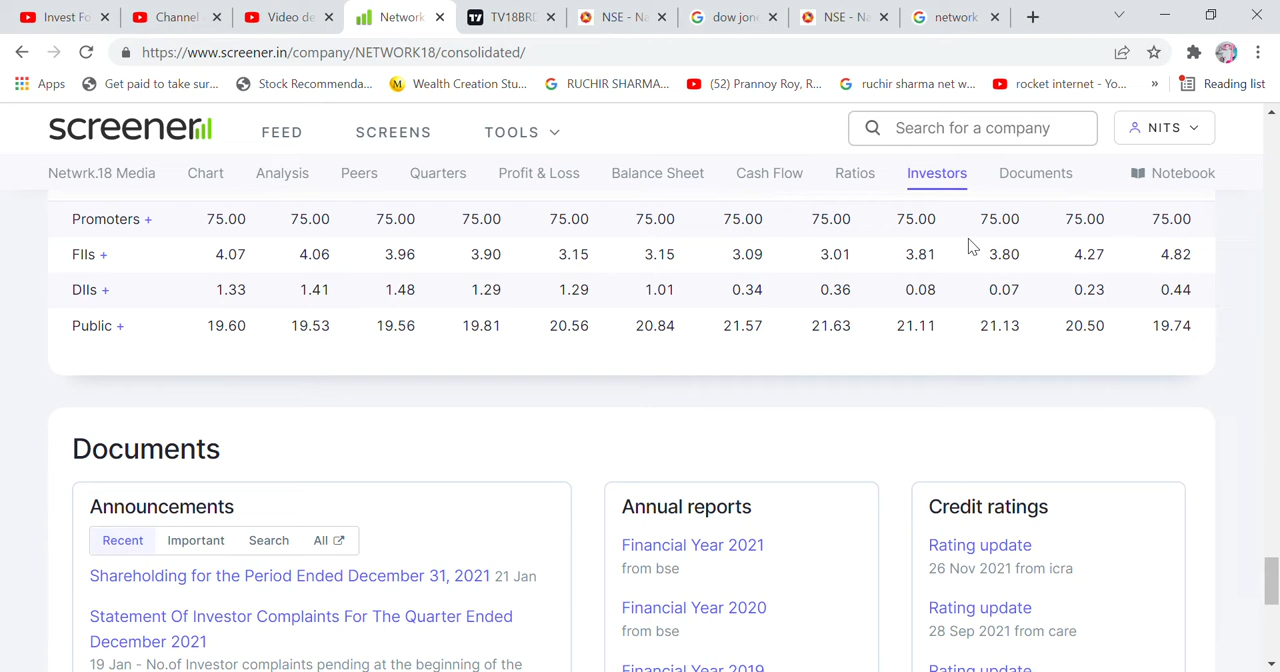 Invest Fo
Channel
Video de
Network
TV18BRD
NSE - Na
dow jone
NSE - Na
network
https://www.screener.in/company/NETWORK18/consolidated/
Apps
Get paid to take sur...
Stock Recommenda...
Wealth Creation Stu...
RUCHIR SHARMA...
(52) Prannoy Roy, R...
ruchir sharma net w...
rocket internet - Yo...
»
Reading list
screener
FEED
SCREENS
TOOLS
Search for a company
NITS
Netwrk.18 Media
Chart
Analysis
Peers
Quarters
Profit & Loss
Balance Sheet
Cash Flow
Ratios
Investors
Documents
Notebook
Promoters + 75.00 75.00 75.00 75.00 75.00 75.00 75.00 75.00 75.00 75.00 75.00 75.00
FIIs + 4.07 4.06 3.96 3.90 3.15 3.15 3.09 3.01 3.81 3.80 4.27 4.82
DIIs + 1.33 1.41 1.48 1.29 1.29 1.01 0.34 0.36 0.08 0.07 0.23 0.44
Public + 19.60 19.53 19.56 19.81 20.56 20.84 21.57 21.63 21.11 21.13 20.50 19.74
Documents
Announcements
Recent
Important
Search
All
Shareholding for the Period Ended December 31, 2021 21 Jan
Statement Of Investor Complaints For The Quarter Ended
December 2021
19 Jan - No.of Investor complaints pending at the beginning of the
Annual reports
Financial Year 2021
from bse
Financial Year 2020
from bse
Financial Year 2019
Credit ratings
Rating update
26 Nov 2021 from icra
Rating update
28 Sep 2021 from care
Rating update